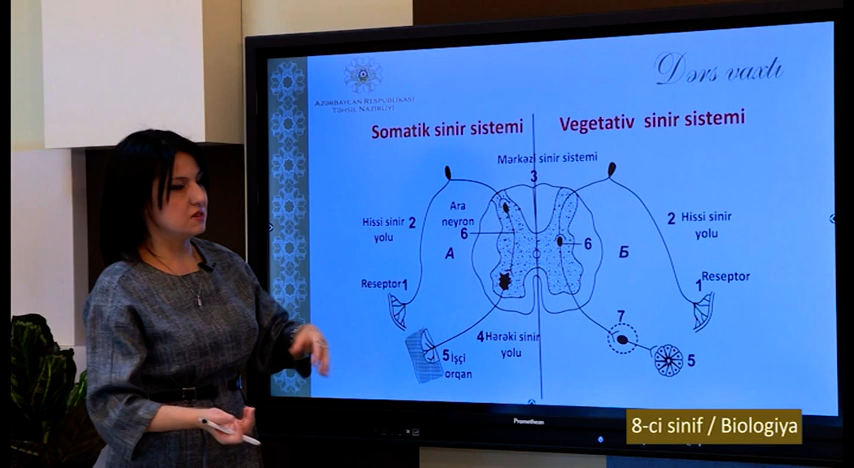 Dərs vaxtı
AZƏRBAYCAN RESPUBLİKASI
TƏHSİL NAZİRLİYİ
Somatik sinir sistemi
Vegetativ sinir sistemi
Mərkəzi sinir sistemi
3
Ara
neyron
6
Hissi sinir
yolu
2
A
Reseptor 1
4 Hərəki sinir
yolu
5 İşçi
orqan
6
Б
2 Hissi sinir
yolu
1 Reseptor
7
5
Promethean
8-ci sinif / Biologiya